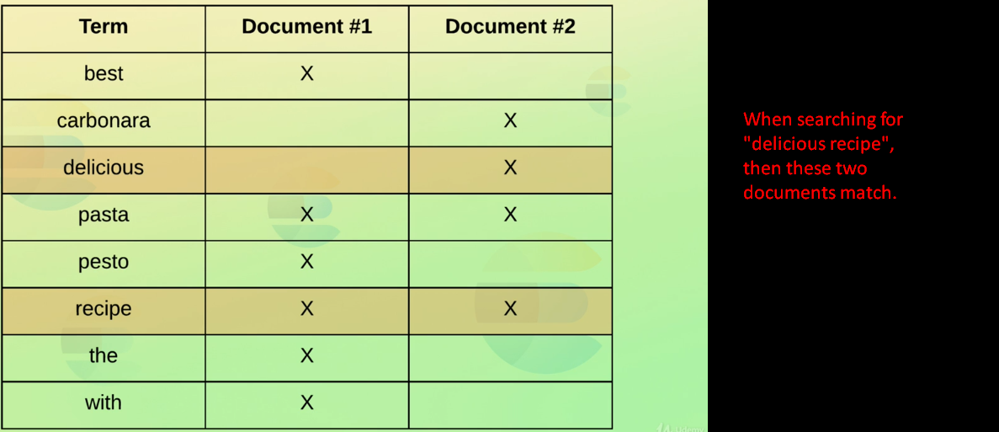 Term Document #1 Document #2
best X
carbonara X
delicious X
pasta X X
pesto X
recipe X X
the X
with X
When searching for
"delicious recipe",
then these two
documents match.